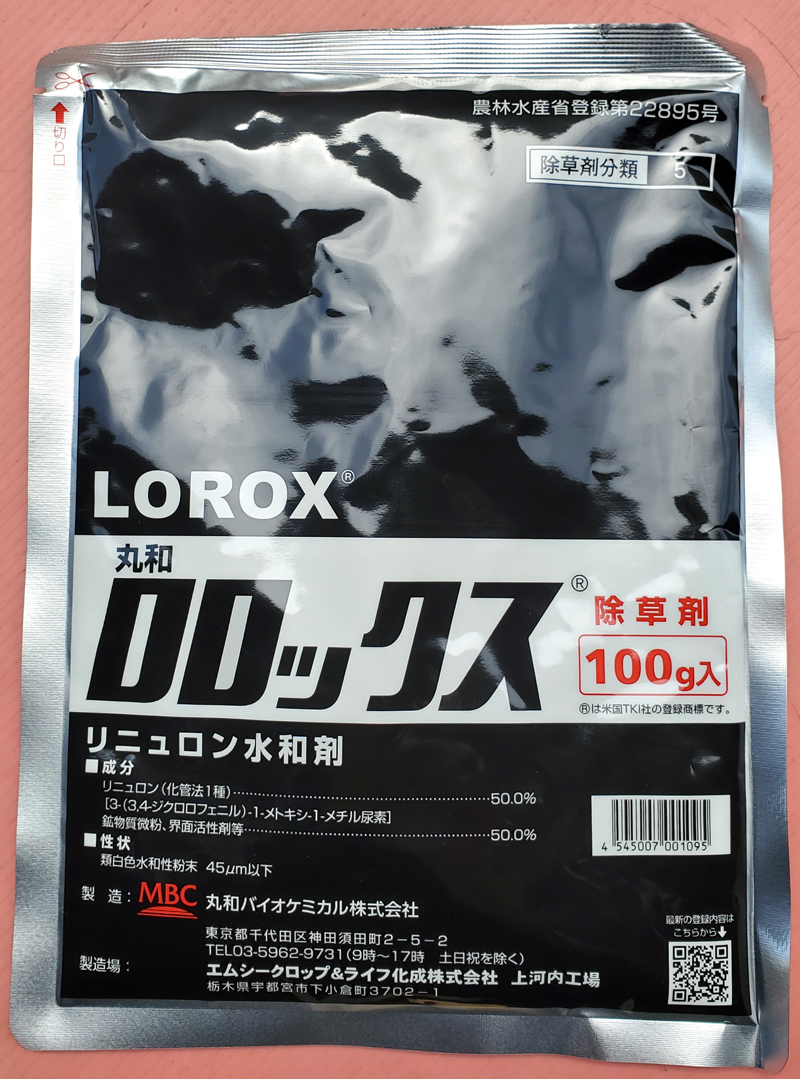 農林水産省登録第22895号
除草剤分類 5
切り口
LOROX®
丸和
ロロックス®
除草剤
100g入
®は米国TKI社の登録商標です。
リニュロン水和剤
■成分
リニュロン(化管法1種)……………………………50.0%
[3-(3,4-ジクロロフェニル)-1-メトキシ-1-メチル尿素]
鉱物質微粉、界面活性剤等……………………………50.0%
■性状
類白色水和性粉末 45μm以下
4 545007 001095
製 造: MBC 丸和バイオケミカル株式会社
東京都千代田区神田須田町2-5-2
TEL03-5962-9731(9時〜17時 土日祝を除く)
製造場: エムシークロップ&ライフ化成株式会社 上河内工場
栃木県宇都宮市下小倉町3702-1
最新の登録内容は
こちらから↓